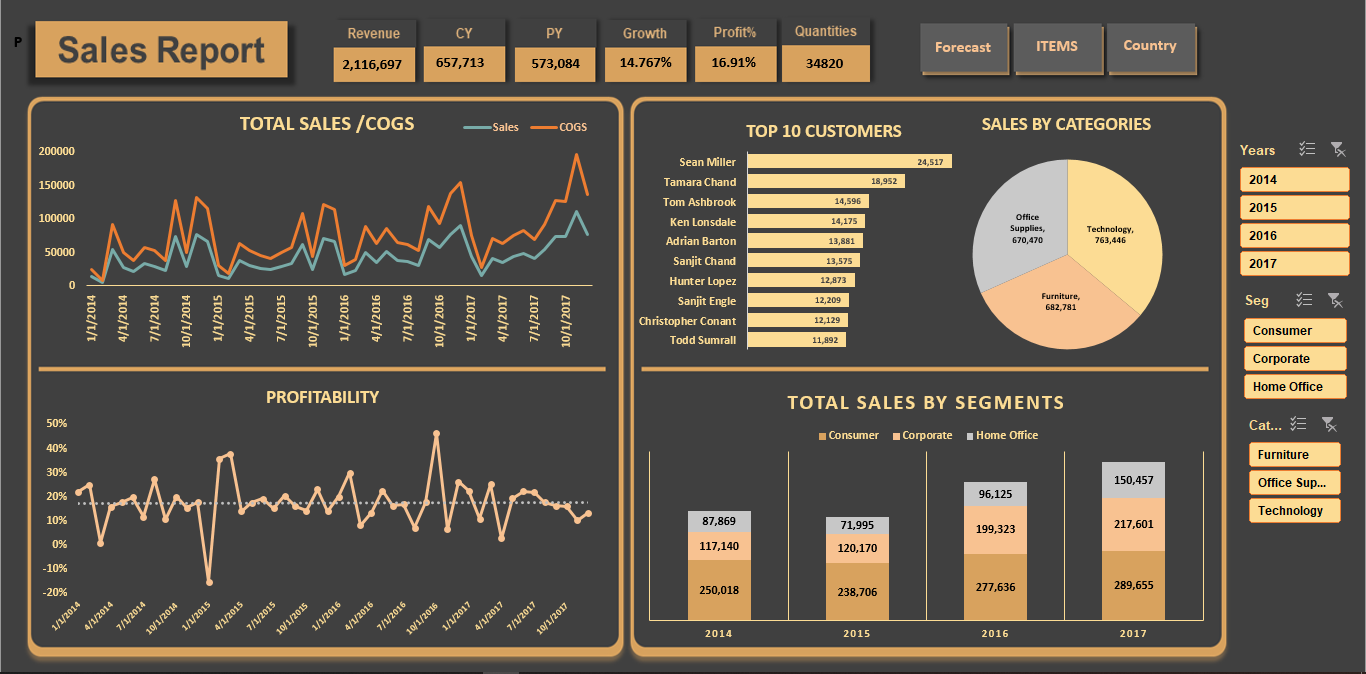 P
Sales Report
Revenue
2,116,697
CY
657,713
PY
573,084
Growth
14.767%
Profit%
16.91%
Quantities
34820
Forecast
ITEMS
Country
TOTAL SALES /COGS
Sales
COGS
200000
150000
100000
50000
0
1/1/2014
4/1/2014
7/1/2014
10/1/2014
1/1/2015
4/1/2015
7/1/2015
10/1/2015
1/1/2016
4/1/2016
7/1/2016
10/1/2016
1/1/2017
4/1/2017
7/1/2017
10/1/2017
TOP 10 CUSTOMERS
Sean Miller 24,517
Tamara Chand 18,952
Tom Ashbrook 14,596
Ken Lonsdale 14,175
Adrian Barton 13,881
Sanjit Chand 13,575
Hunter Lopez 12,873
Sanjit Engle 12,209
Christopher Conant 12,129
Todd Sumrall 11,892
SALES BY CATEGORIES
Office
Supplies,
670,470
Technology,
763,446
Furniture,
682,781
Years
2014
2015
2016
2017
Seg
Consumer
Corporate
Home Office
Cat...
Furniture
Office Sup...
Technology
PROFITABILITY
50%
40%
30%
20%
10%
0%
-10%
-20%
1/1/2014
4/1/2014
7/1/2014
10/1/2014
1/1/2015
4/1/2015
7/1/2015
10/1/2015
1/1/2016
4/1/2016
7/1/2016
10/1/2016
1/1/2017
4/1/2017
7/1/2017
10/1/2017
TOTAL SALES BY SEGMENTS
Consumer
Corporate
Home Office
87,869
117,140
250,018
2014
71,995
120,170
238,706
2015
96,125
199,323
277,636
2016
150,457
217,601
289,655
2017